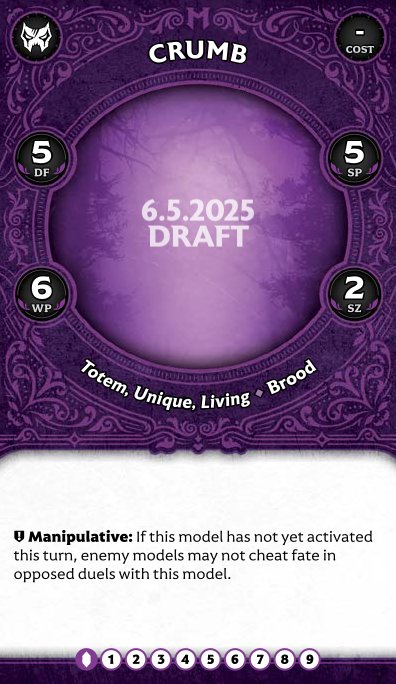 CRUMB
-
COST
5
DF
5
SP
6.5.2025
DRAFT
6
WP
2
SZ
Totem, Unique, Living ◆ Brood
Manipulative: If this model has not yet activated
this turn, enemy models may not cheat fate in
opposed duels with this model.
1 2 3 4 5 6 7 8 9